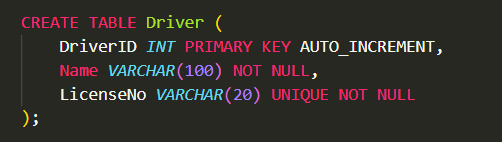 CREATE TABLE Driver (
    DriverID INT PRIMARY KEY AUTO_INCREMENT,
    Name VARCHAR(100) NOT NULL,
    LicenseNo VARCHAR(20) UNIQUE NOT NULL
);